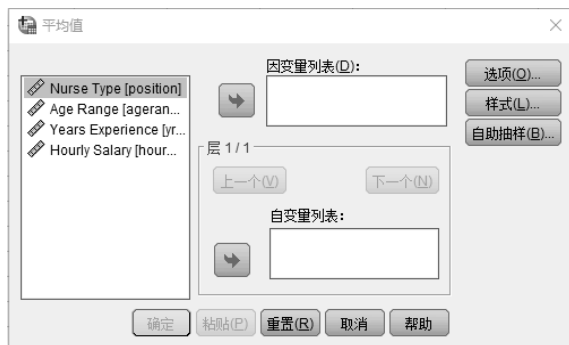 平均值
Nurse Type [position]
Age Range [ageran...
Years Experience [yr...
Hourly Salary [hour...
因变量列表(D):
选项(O)...
样式(L)...
自助抽样(B)...
层 1 / 1
上一个(V)
下一个(N)
自变量列表:
确定
粘贴(P)
重置(R)
取消
帮助